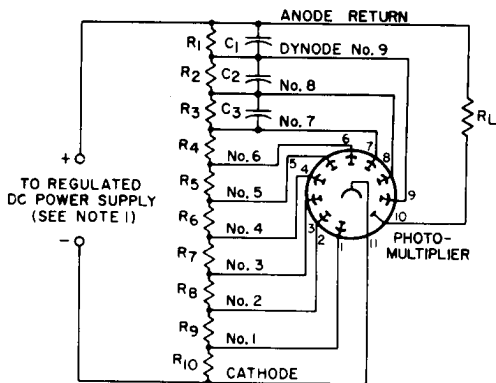 ANODE RETURN
R1
C1
DYNODE No. 9
R2
C2
No. 8
R3
C3
No. 7
RL
R4
No. 6
R5
No. 5
R6
No. 4
R7
No. 3
R8
No. 2
R9
No. 1
R10
CATHODE
+
TO REGULATED
DC POWER SUPPLY
(SEE NOTE 1)
-
1
2
3
4
5
6
7
8
9
10
11
PHOTO-
MULTIPLIER